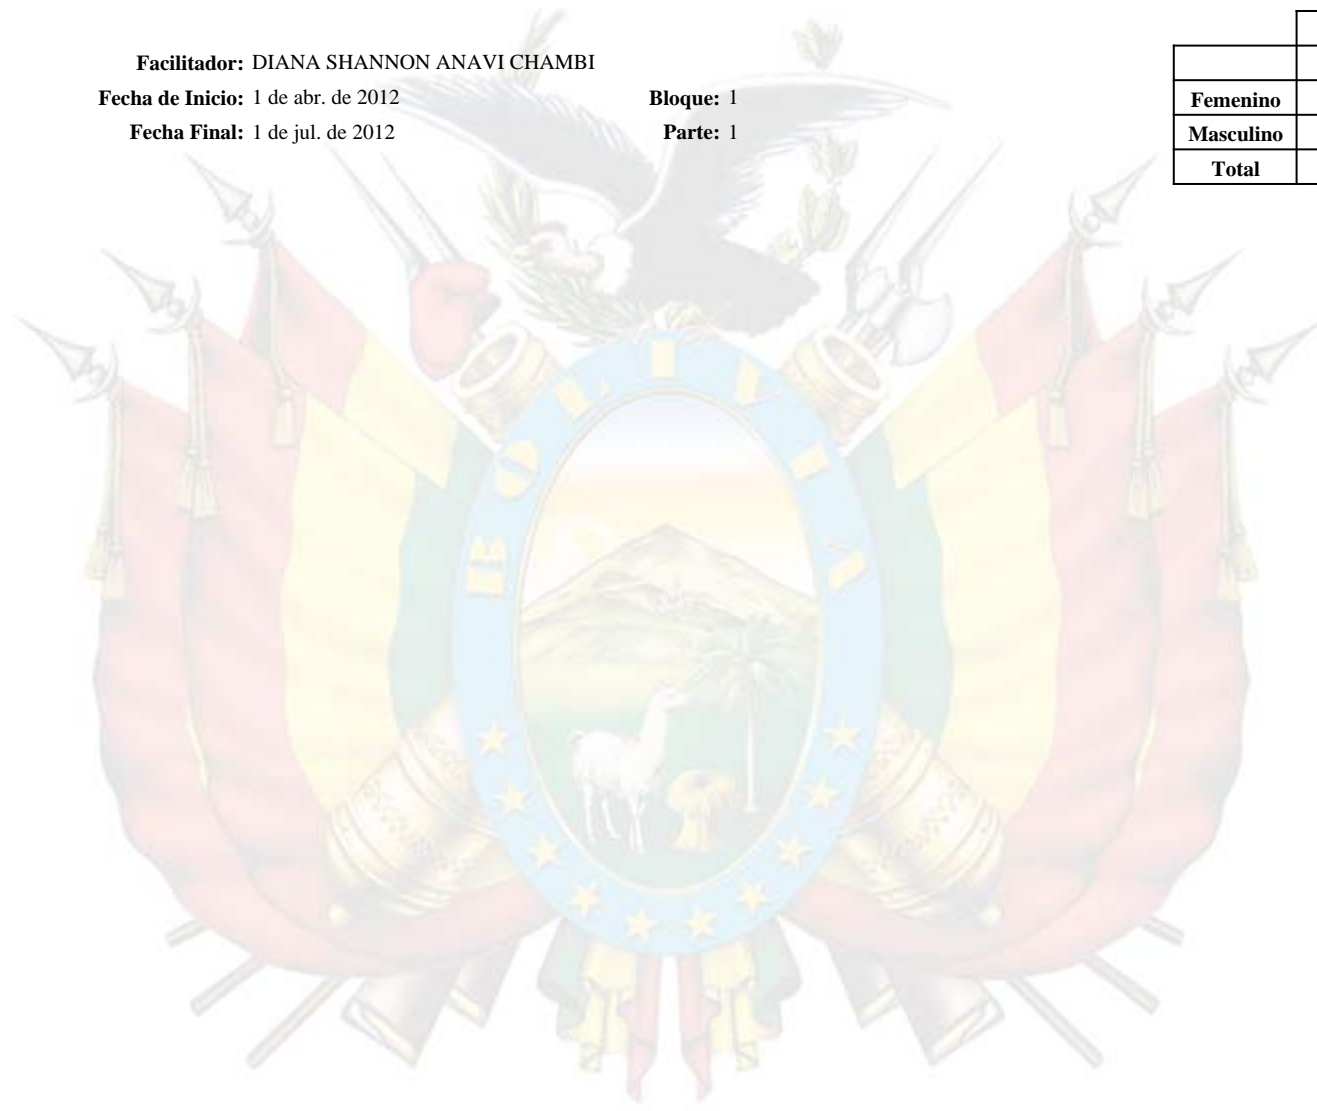 Facilitador: DIANA SHANNON ANAVI CHAMBI
Fecha de Inicio: 1 de abr. de 2012 Bloque: 1
Fecha Final: 1 de jul. de 2012 Parte: 1
Femenino
Masculino
Total
BOLIVIA